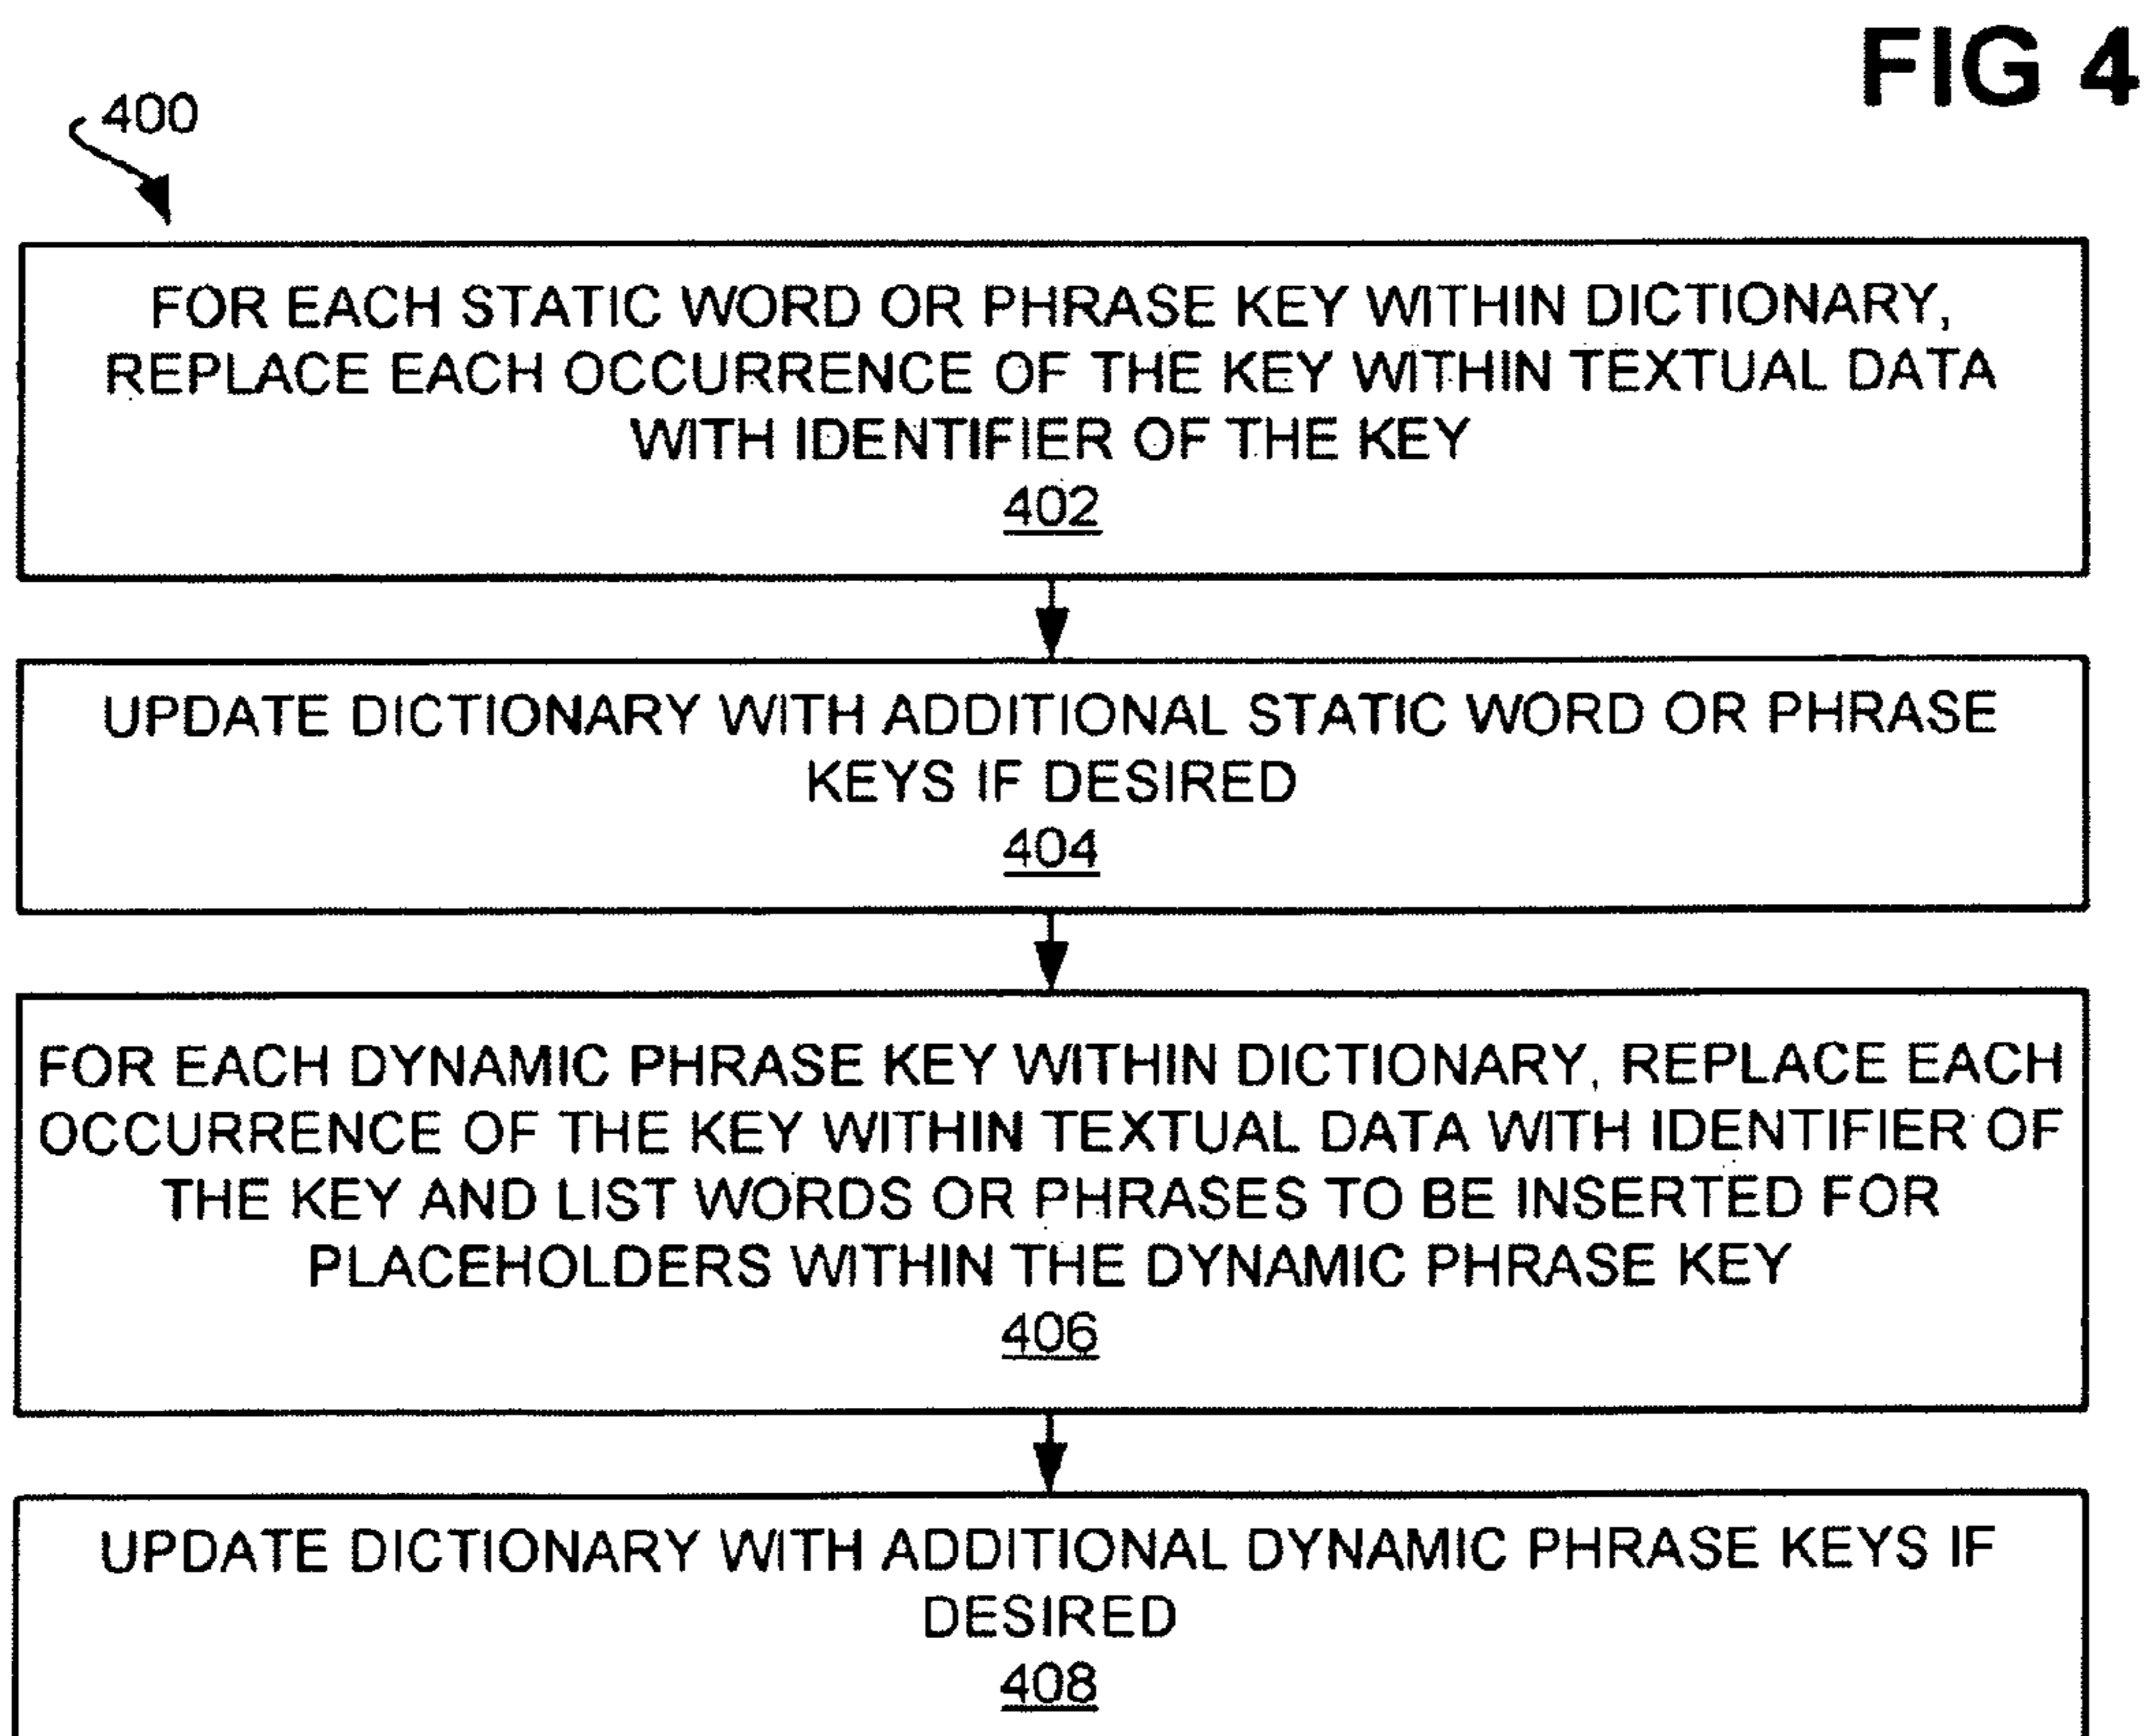 FIG 4
400
FOR EACH STATIC WORD OR PHRASE KEY WITHIN DICTIONARY,
REPLACE EACH OCCURRENCE OF THE KEY WITHIN TEXTUAL DATA
WITH IDENTIFIER OF THE KEY
402
UPDATE DICTIONARY WITH ADDITIONAL STATIC WORD OR PHRASE
KEYS IF DESIRED
404
FOR EACH DYNAMIC PHRASE KEY WITHIN DICTIONARY, REPLACE EACH
OCCURRENCE OF THE KEY WITHIN TEXTUAL DATA WITH IDENTIFIER OF
THE KEY AND LIST WORDS OR PHRASES TO BE INSERTED FOR
PLACEHOLDERS WITHIN THE DYNAMIC PHRASE KEY
406
UPDATE DICTIONARY WITH ADDITIONAL DYNAMIC PHRASE KEYS IF
DESIRED
408